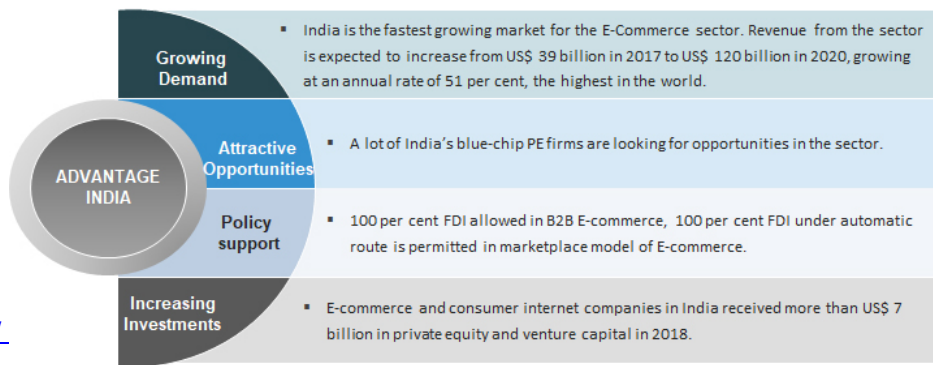 ADVANTAGE
INDIA
Growing
Demand
▪ India is the fastest growing market for the E-Commerce sector. Revenue from the sector
is expected to increase from US$ 39 billion in 2017 to US$ 120 billion in 2020, growing
at an annual rate of 51 per cent, the highest in the world.
Attractive
Opportunities
▪ A lot of India's blue-chip PE firms are looking for opportunities in the sector.
Policy
support
▪ 100 per cent FDI allowed in B2B E-commerce, 100 per cent FDI under automatic
route is permitted in marketplace model of E-commerce.
Increasing
Investments
▪ E-commerce and consumer internet companies in India received more than US$ 7
billion in private equity and venture capital in 2018.